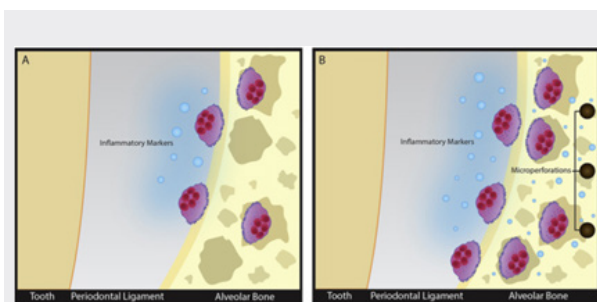 A
Inflammatory Markers
Tooth Periodontal Ligament Alveolar Bone
B
Inflammatory Markers
Microperforations
Tooth Periodontal Ligament Alveolar Bone